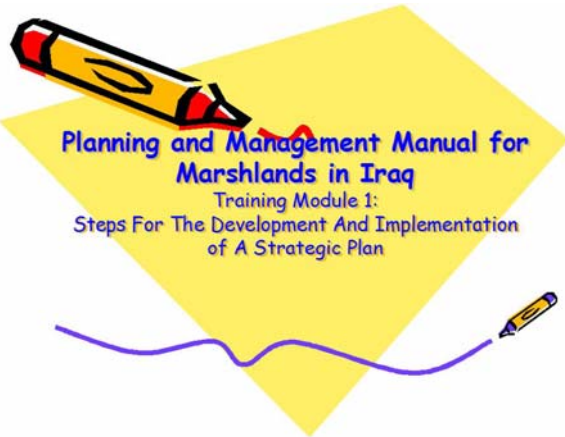 Planning and Management Manual for
Marshlands in Iraq
Training Module 1:
Steps For The Development And Implementation
of A Strategic Plan